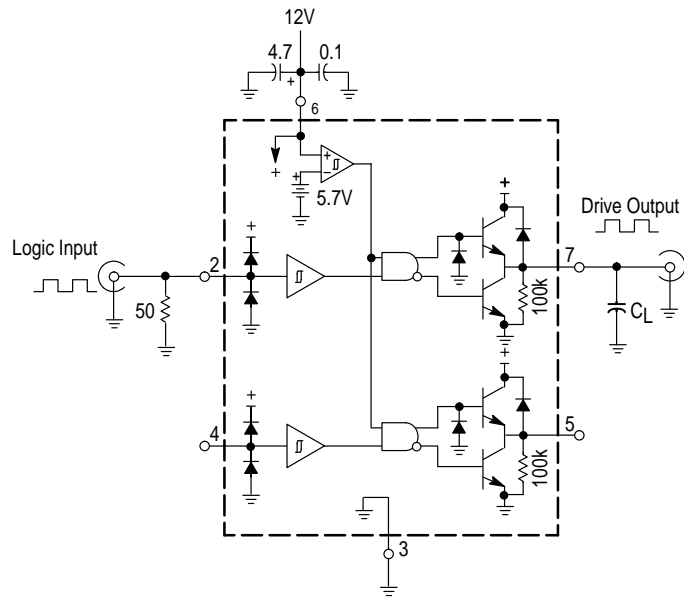 12V
4.7
0.1
+
6
+
+
−
+
5.7V
+
Drive Output
Logic Input
+
2
7
50
100k
CL
+
+
4
5
100k
3